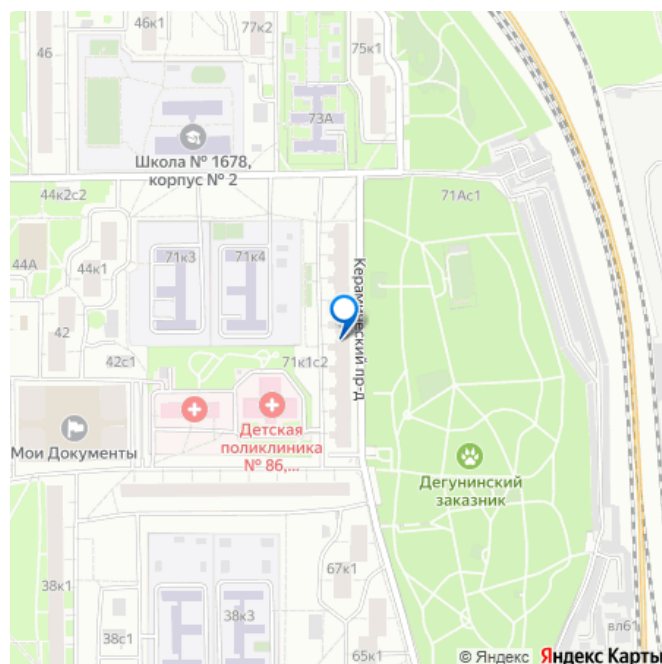 46к1
77к2
46
75к1
73А
Школа № 1678,
корпус № 2
44к2с2
71Ас1
71к3
71к4
44А
44к1
Керамический пр-д
42
42с1
71к1с2
Мои Документы
Детская
поликлиника
№ 86,...
Дегунинский
заказник
67к1
38к1
38к3
38с1
вл61
65к1
© Яндекс Яндекс Карты